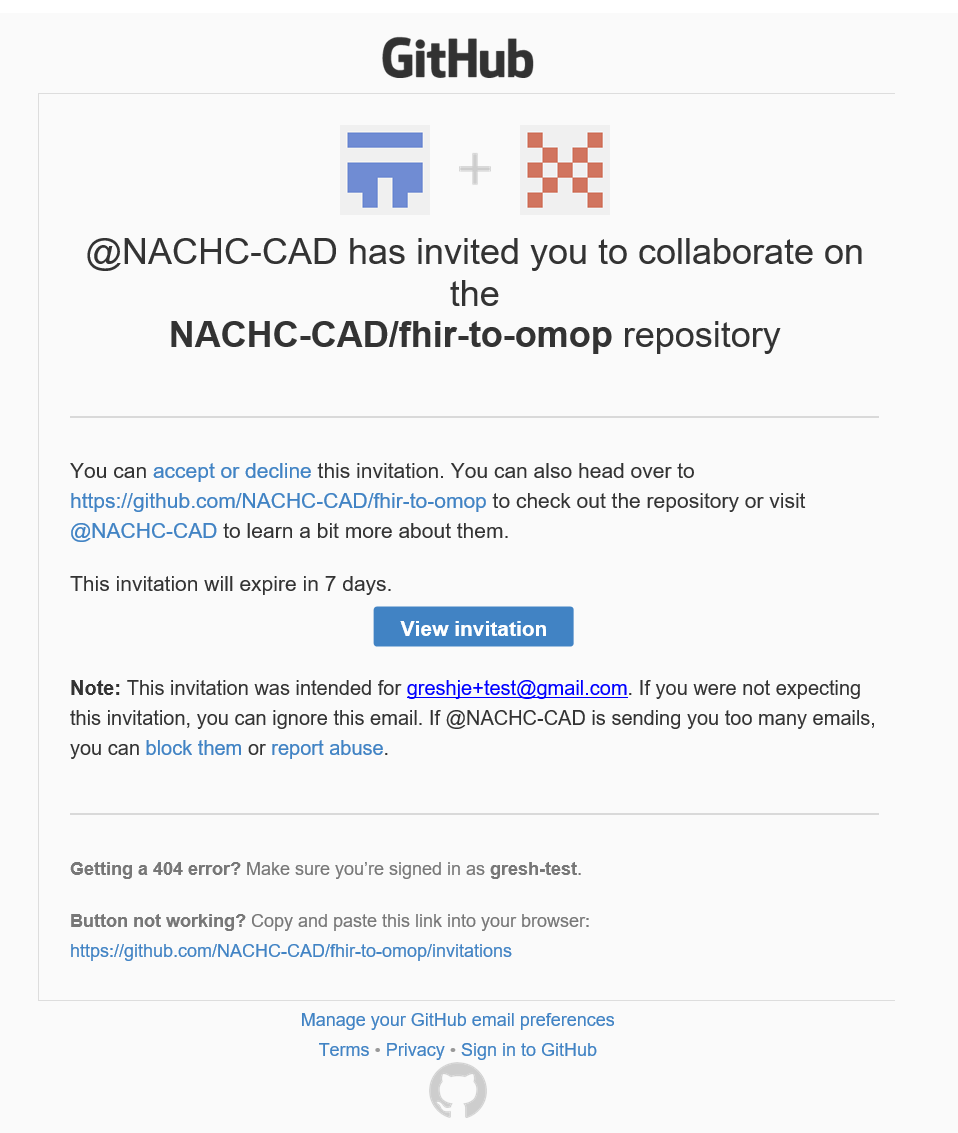 GitHub
@NACHC-CAD has invited you to collaborate on
the
NACHC-CAD/fhir-to-omop repository
You can accept or decline this invitation. You can also head over to
https://github.com/NACHC-CAD/fhir-to-omop to check out the repository or visit
@NACHC-CAD to learn a bit more about them.
This invitation will expire in 7 days.
View invitation
Note: This invitation was intended for greshje+test@gmail.com. If you were not expecting
this invitation, you can ignore this email. If @NACHC-CAD is sending you too many emails,
you can block them or report abuse.
Getting a 404 error? Make sure you’re signed in as gresh-test.
Button not working? Copy and paste this link into your browser:
https://github.com/NACHC-CAD/fhir-to-omop/invitations
Manage your GitHub email preferences
Terms • Privacy • Sign in to GitHub